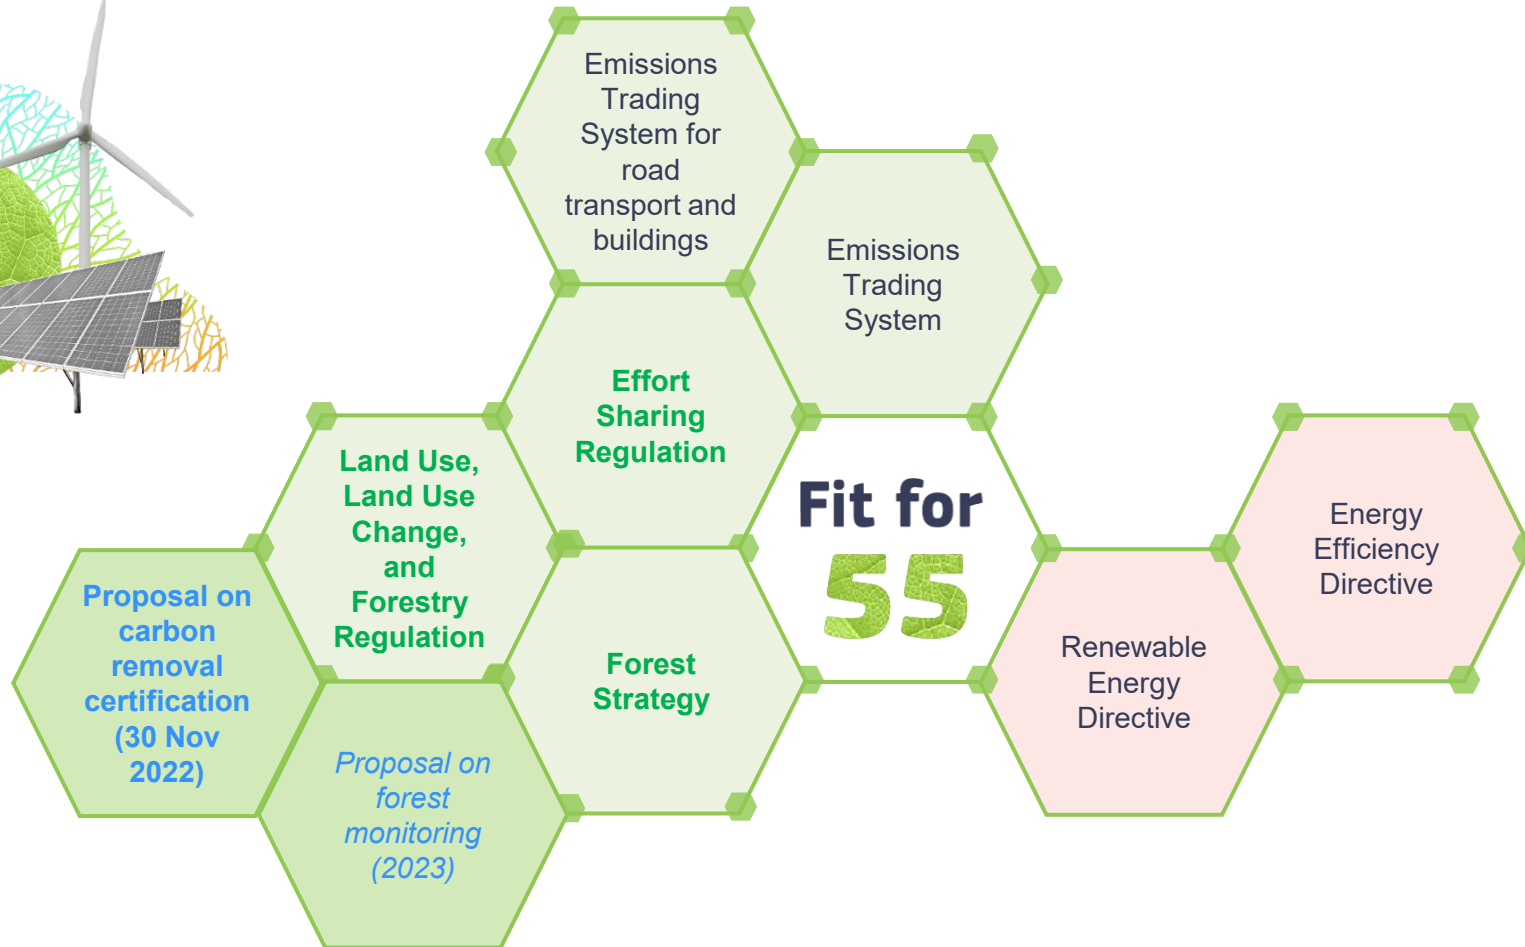 Emissions
Trading
System for
road
transport and
buildings
Emissions
Trading
System
Effort
Sharing
Regulation
Land Use,
Land Use
Change,
and
Forestry
Regulation
Fit for
55
Energy
Efficiency
Directive
Proposal on
carbon
removal
certification
(30 Nov
2022)
Forest
Strategy
Renewable
Energy
Directive
Proposal on
forest
monitoring
(2023)